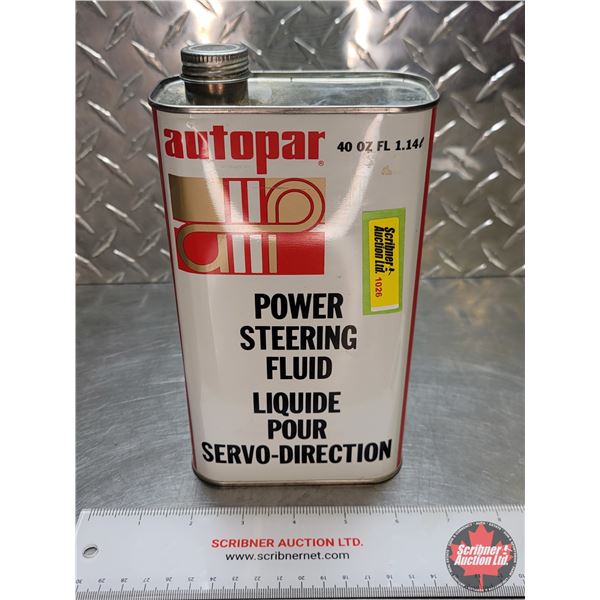 autopar®
40 OZ FL 1.14ℓ
Scribner
Auction Ltd.
1026
POWER
STEERING
FLUID
LIQUIDE
POUR
SERVO-DIRECTION
SCRIBNER AUCTION LTD.
www.scribnernet.com
Scribner
Auction Ltd.